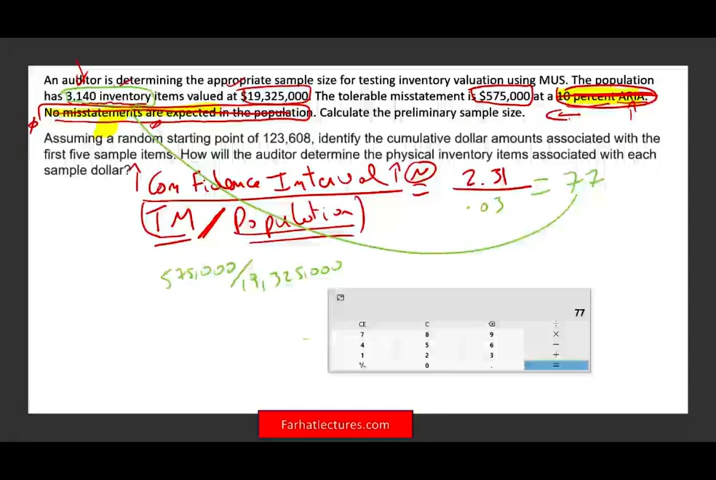 An auditor is determining the appropriate sample size for testing inventory valuation using MUS. The population
has 3,140 inventory items valued at $19,325,000. The tolerable misstatement is $575,000 at a 10 percent ARIA.
No misstatements are expected in the population. Calculate the preliminary sample size.
Assuming a random starting point of 123,608, identify the cumulative dollar amounts associated with the
first five sample items. How will the auditor determine the physical inventory items associated with each
sample dollar?
↑ Confidence Interval ↑ N
TM / Population
2.31
.03
= 77
575,000/19,325,000
77
CE C ⌫ ÷
7 8 9 ×
4 5 6 −
1 2 3 +
⁺/₋ 0 . =
Farhatlectures.com